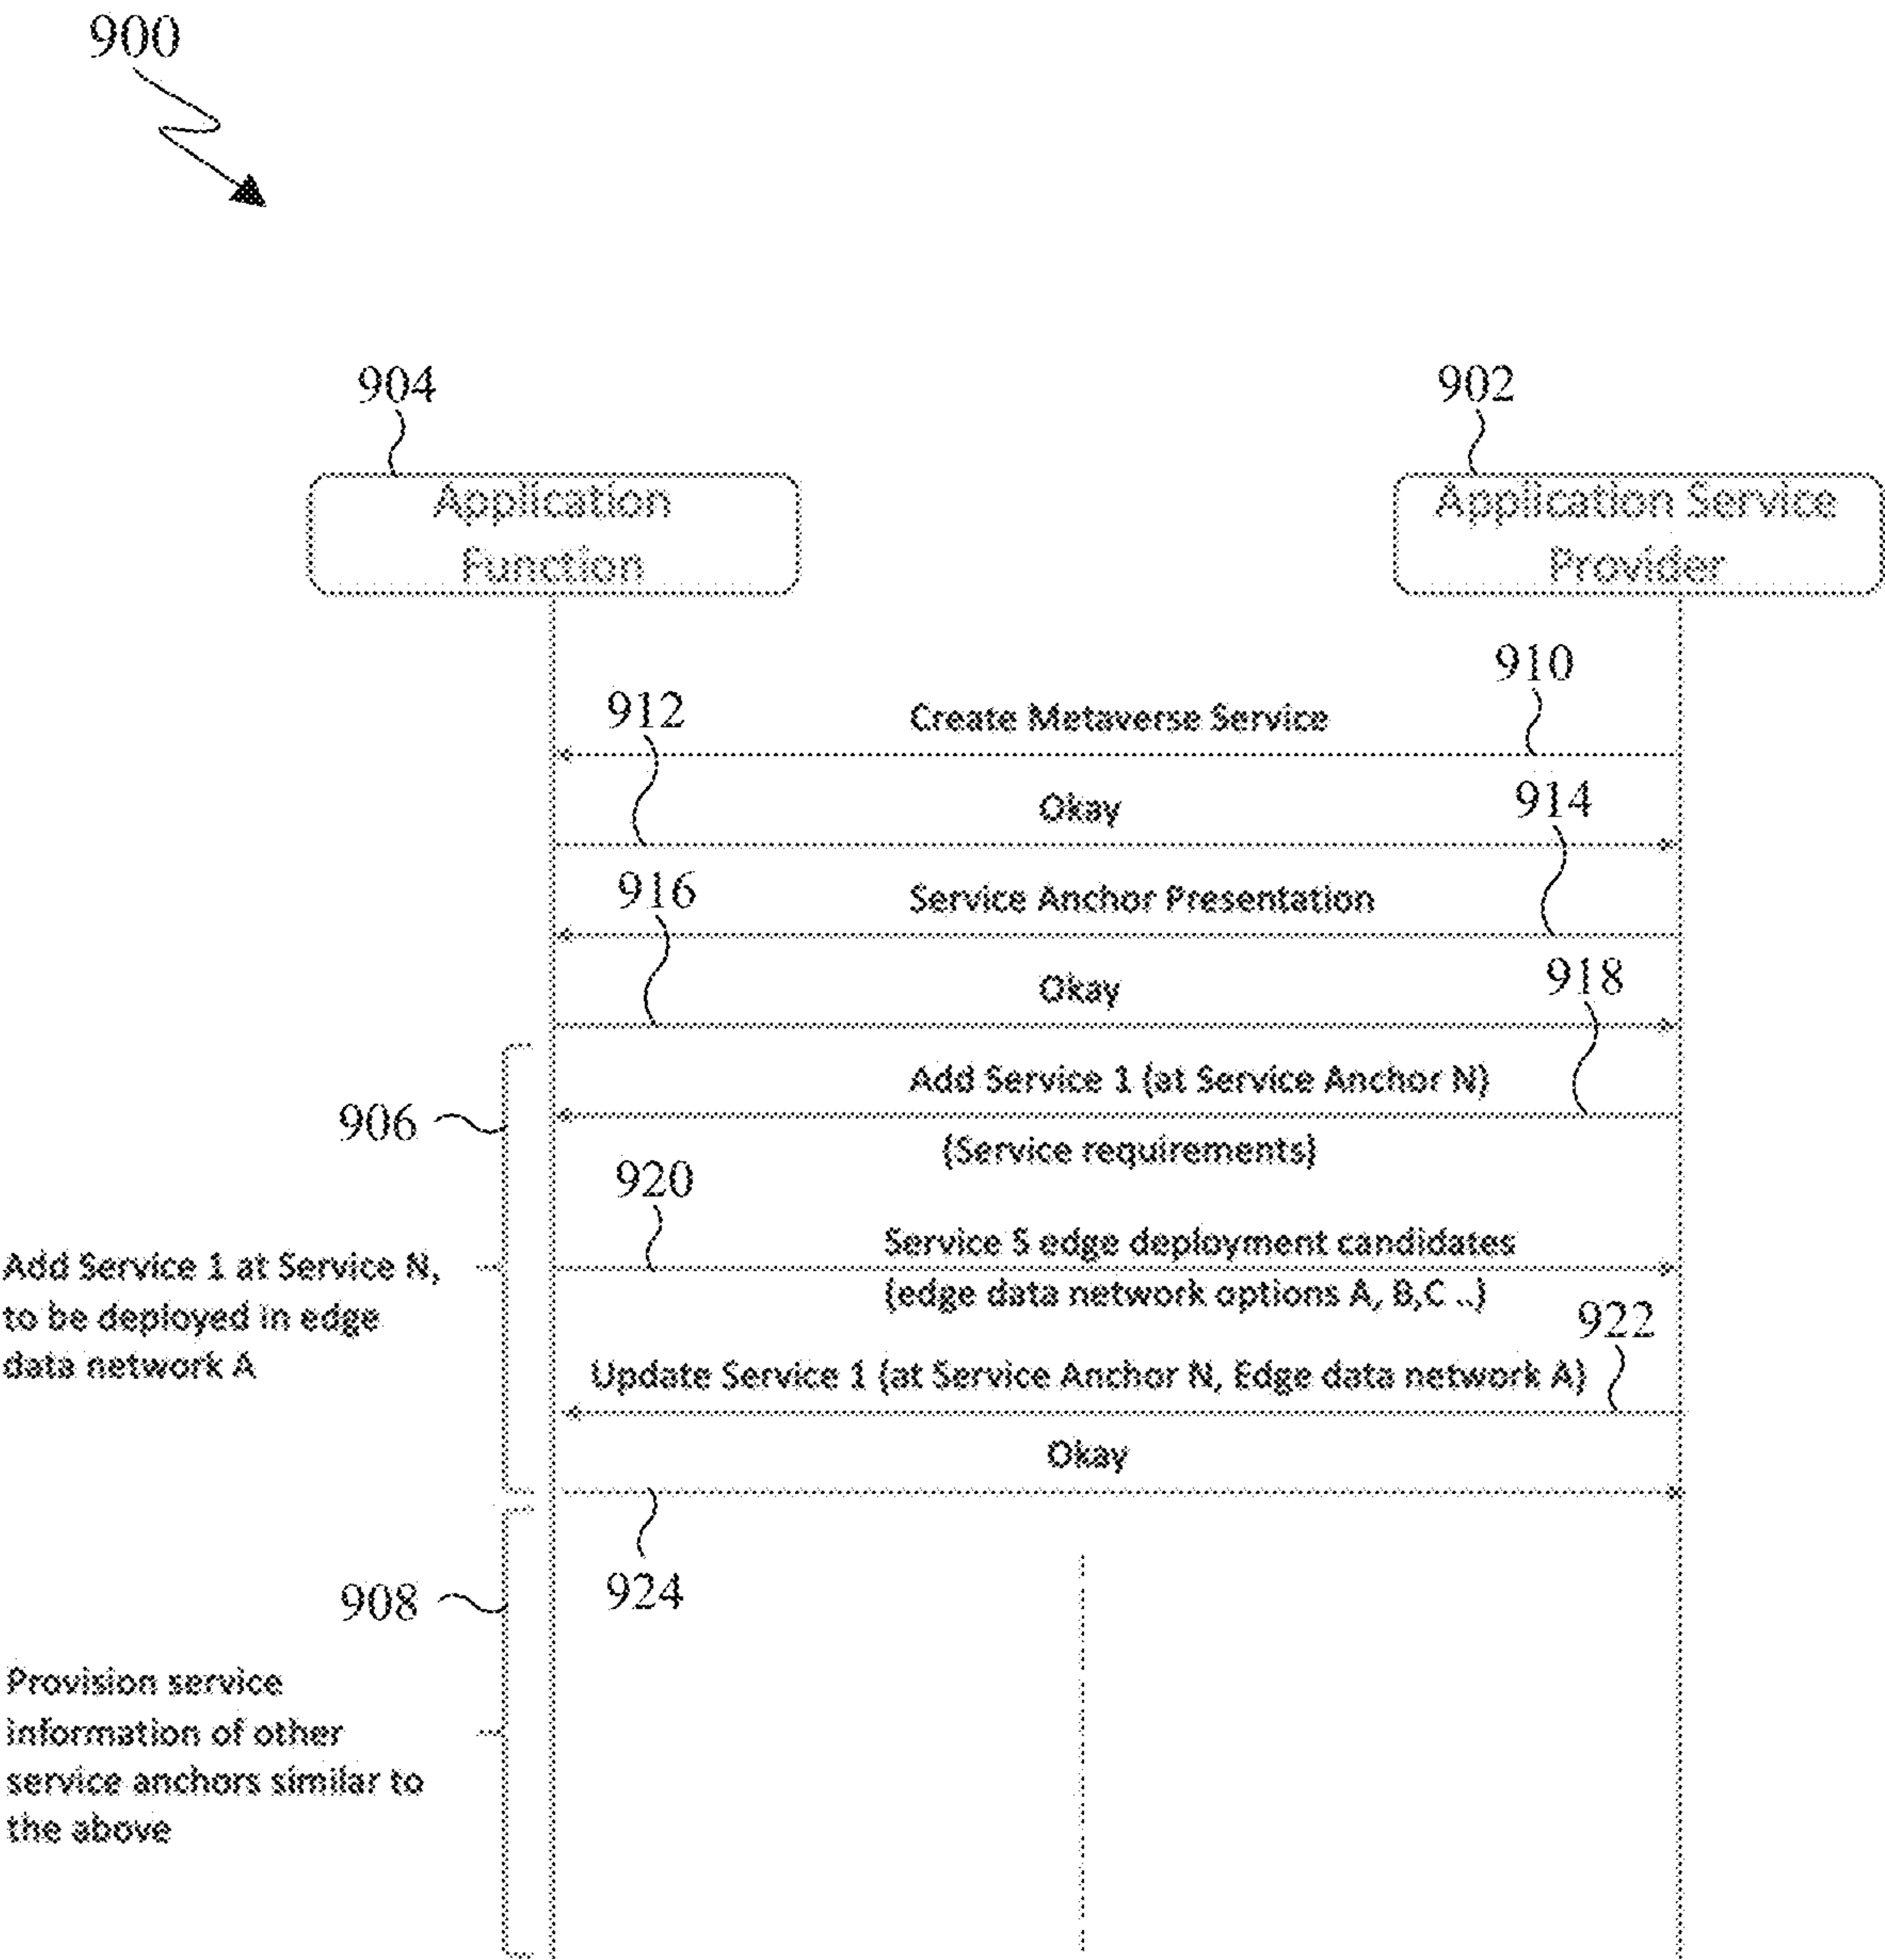 900
904
902
Application
Function
Application Service
Provider
910
912
Create Metaverse Service
Okay
914
916
Service Anchor Presentation
Okay
918
Add Service 1 (at Service Anchor N)
906
(Service requirements)
920
Service S edge deployment candidates
(edge data network options A, B,C ..)
Add Service 1 at Service N,
to be deployed in edge
data network A
922
Update Service 1 (at Service Anchor N, Edge data network A)
Okay
924
908
Provision service
information of other
service anchors similar to
the above